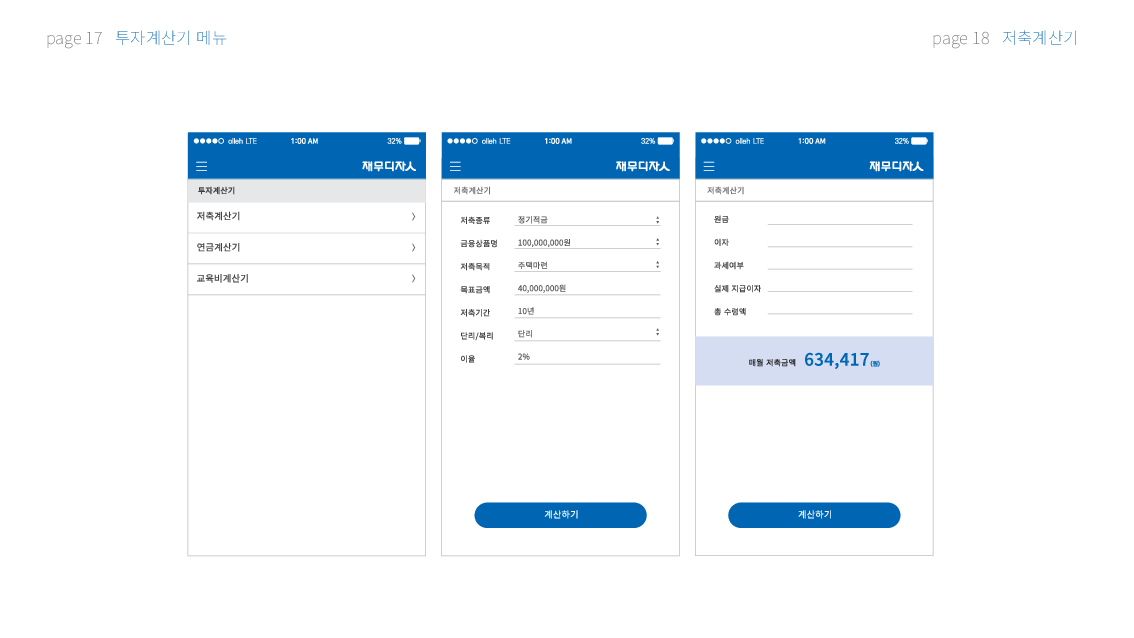 page 17 투자계산기 메뉴
page 18 저축계산기
olleh LTE 1:00 AM 32%
재무디자人
투자계산기
저축계산기
연금계산기
교육비계산기
olleh LTE 1:00 AM 32%
재무디자人
저축계산기
저축종류 정기적금
금융상품명 100,000,000원
저축목적 주택마련
목표금액 40,000,000원
저축기간 10년
단리/복리 단리
이율 2%
계산하기
olleh LTE 1:00 AM 32%
재무디자人
저축계산기
원금
이자
과세여부
실제 지급이자
총 수령액
매월 저축금액 634,417(원)
계산하기